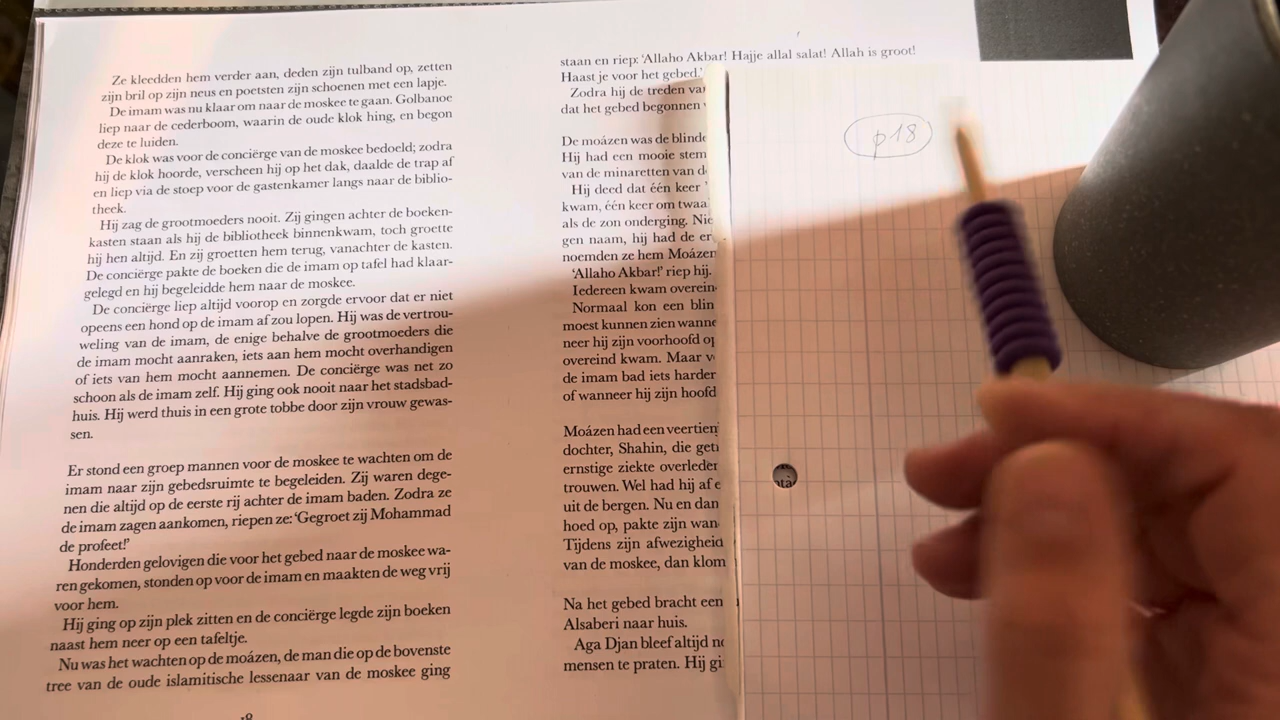 Ze kleedden hem verder aan, deden zijn tulband op, zetten
zijn bril op zijn neus en poetsten zijn schoenen met een lapje.
De imam was nu klaar om naar de moskee te gaan. Golbanoe
liep naar de cederboom, waarin de oude klok hing, en begon
deze te luiden.
De klok was voor de conciërge van de moskee bedoeld; zodra
hij de klok hoorde, verscheen hij op het dak, daalde de trap af
en liep via de stoep voor de gastenkamer langs naar de biblio-
theek.
Hij zag de grootmoeders nooit. Zij gingen achter de boeken-
kasten staan als hij de bibliotheek binnenkwam, toch groette
hij hen altijd. En zij groetten hem terug, vanachter de kasten.
De conciërge pakte de boeken die de imam op tafel had klaar-
gelegd en hij begeleidde hem naar de moskee.
De conciërge liep altijd voorop en zorgde ervoor dat er niet
opeens een hond op de imam af zou lopen. Hij was de vertrou-
weling van de imam, de enige behalve de grootmoeders die
de imam mocht aanraken, iets aan hem mocht overhandigen
of iets van hem mocht aannemen. De conciërge was net zo
schoon als de imam zelf. Hij ging ook nooit naar het stadsbad-
huis. Hij werd thuis in een grote tobbe door zijn vrouw gewas-
sen.
Er stond een groep mannen voor de moskee te wachten om de
imam naar zijn gebedsruimte te begeleiden. Zij waren dege-
nen die altijd op de eerste rij achter de imam baden. Zodra ze
de imam zagen aankomen, riepen ze: 'Gegroet zij Mohammad
de profeet!'
Honderden gelovigen die voor het gebed naar de moskee wa-
ren gekomen, stonden op voor de imam en maakten de weg vrij
voor hem.
Hij ging op zijn plek zitten en de conciërge legde zijn boeken
naast hem neer op een tafeltje.
Nu was het wachten op de moázen, de man die op de bovenste
tree van de oude islamitische lessenaar van de moskee ging
18
staan en riep: 'Allaho Akbar! Hajje allal salat! Allah is groot!
Haast je voor het gebed.'
Zodra hij de treden van
dat het gebed begonnen
De moázen was de blinde
Hij had een mooie stem
van de minaretten van d
Hij deed dat één keer
kwam, één keer om twaa
als de zon onderging. Nie
gen naam, hij had de er
noemden ze hem Moázen
'Allaho Akbar!' riep hij.
Iedereen kwam overein
Normaal kon een blin
moest kunnen zien wanne
neer hij zijn voorhoofd op
overeind kwam. Maar v
de imam bad iets harder
of wanneer hij zijn hoofd
Moázen had een veertien
dochter, Shahin, die get
ernstige ziekte overleden
trouwen. Wel had hij af e
uit de bergen. Nu en dan
hoed op, pakte zijn wan
Tijdens zijn afwezigheid
van de moskee, dan klom
Na het gebed bracht een
Alsaberi naar huis.
Aga Djan bleef altijd no
mensen te praten. Hij gi
p18